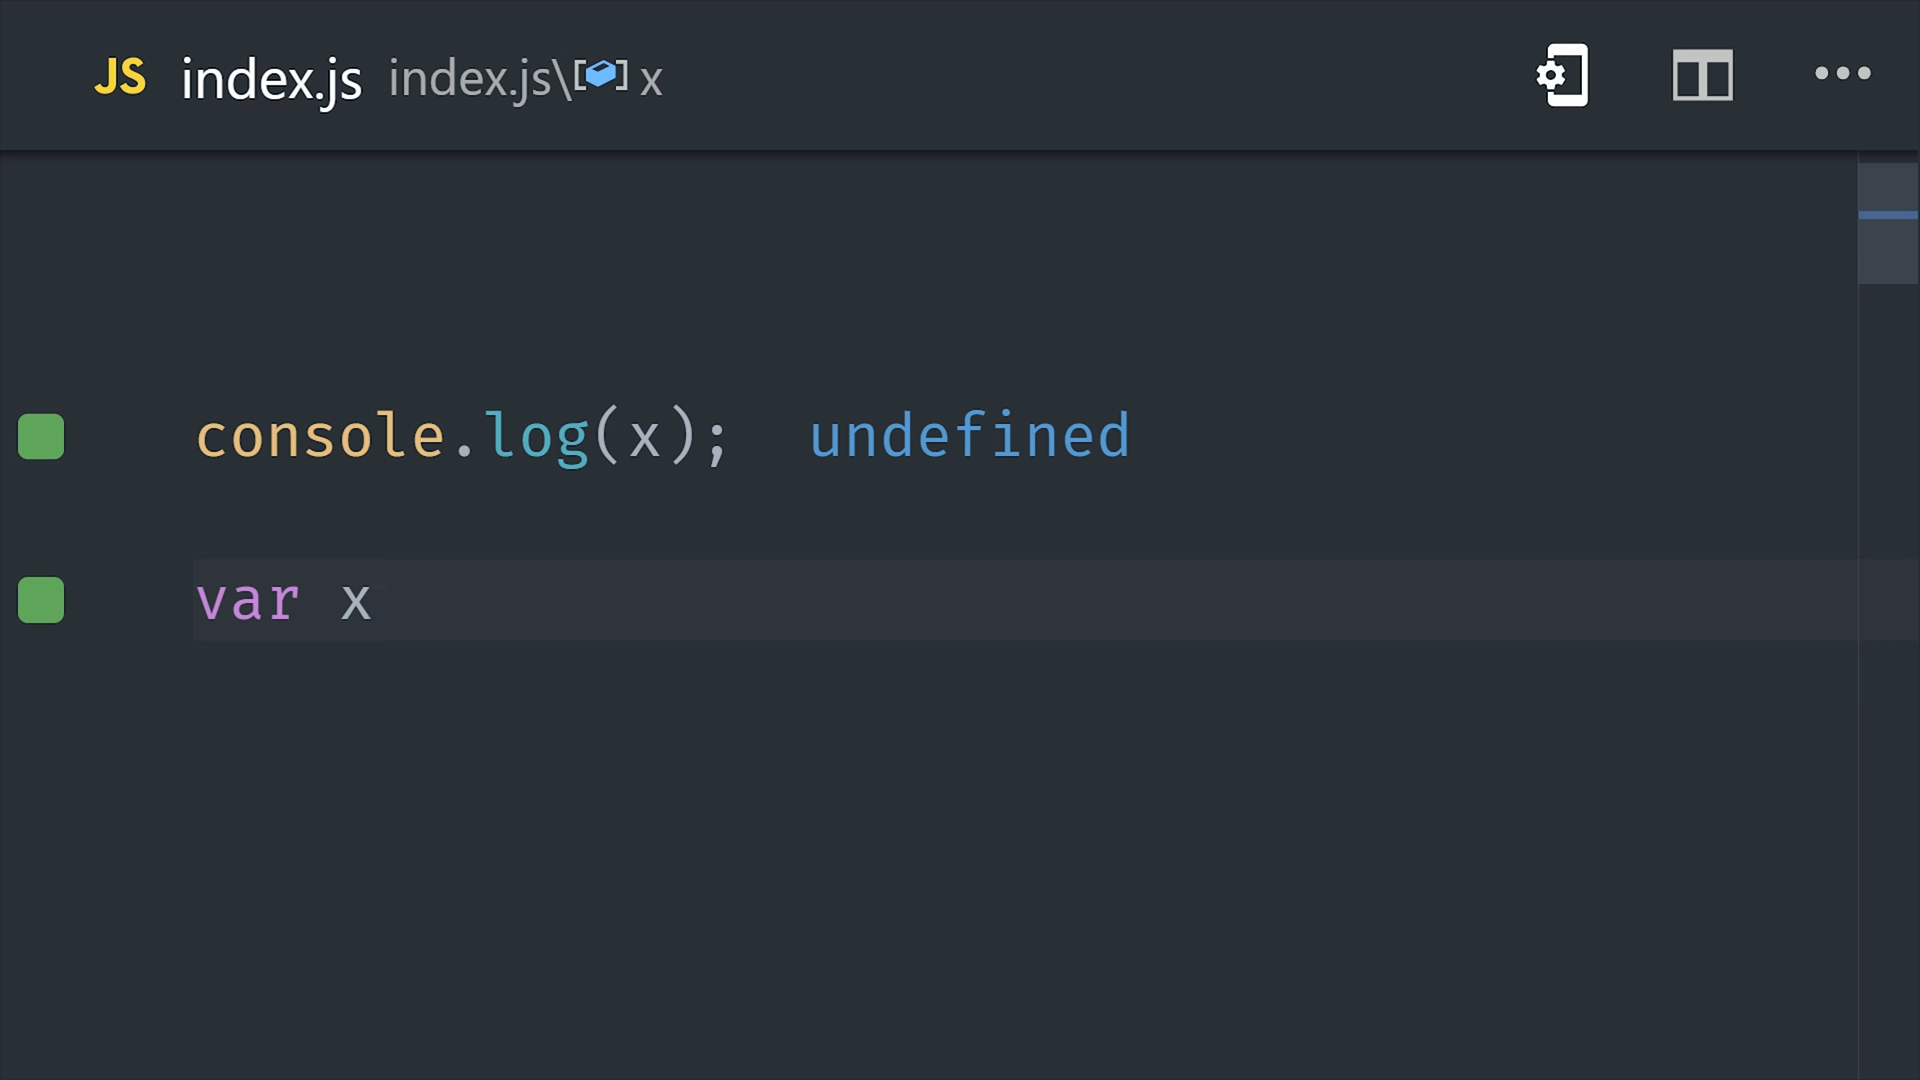 JS index.js index.js\[] x
console.log(x); undefined
var x